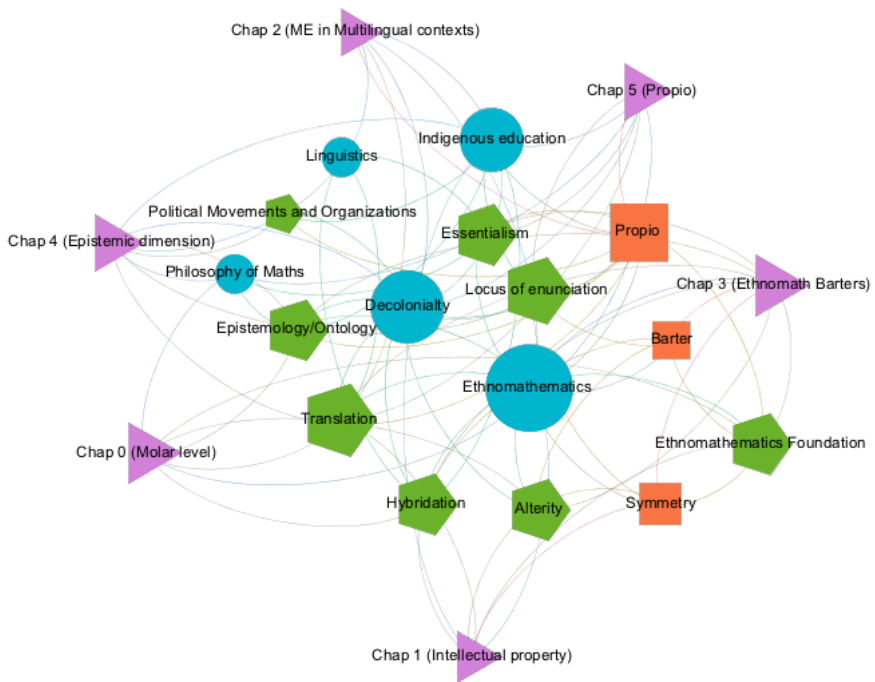 Chap 2 (ME in Multilingual contexts)
Chap 5 (Propio)
Indigenous education
Linguistics
Political Movements and Organizations
Essentialism
Propio
Chap 4 (Epistemic dimension)
Philosophy of Maths
Chap 3 (Ethnomath Barters)
Locus of enunciation
Decolonialty
Epistemology/Ontology
Barter
Ethnomathematics
Translation
Ethnomathematics Foundation
Chap 0 (Molar level)
Hybridation
Alterity
Symmetry
Chap 1 (Intellectual property)